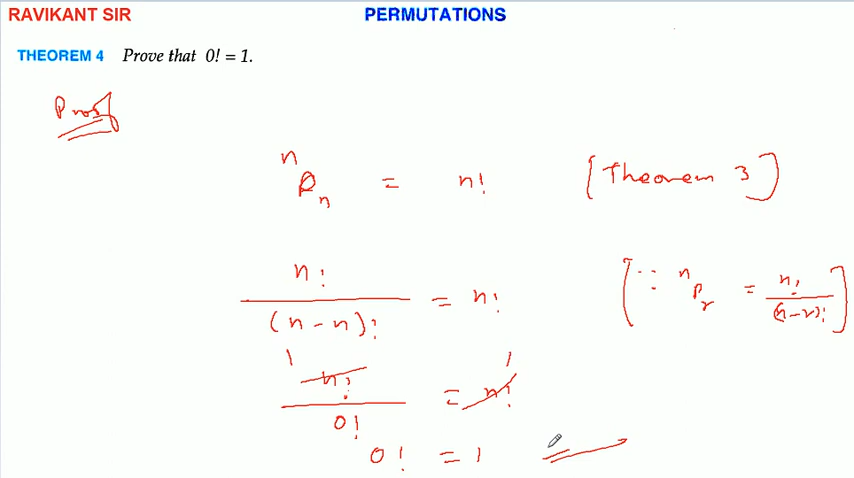 RAVIKANT SIR PERMUTATIONS
THEOREM 4 Prove that 0! = 1.
Proof
ⁿPₙ = n! [Theorem 3]
n! / (n-n)! = n! [∵ ⁿPᵣ = n! / (n-r)!]
1 1
n! / 0! = n!
0! = 1